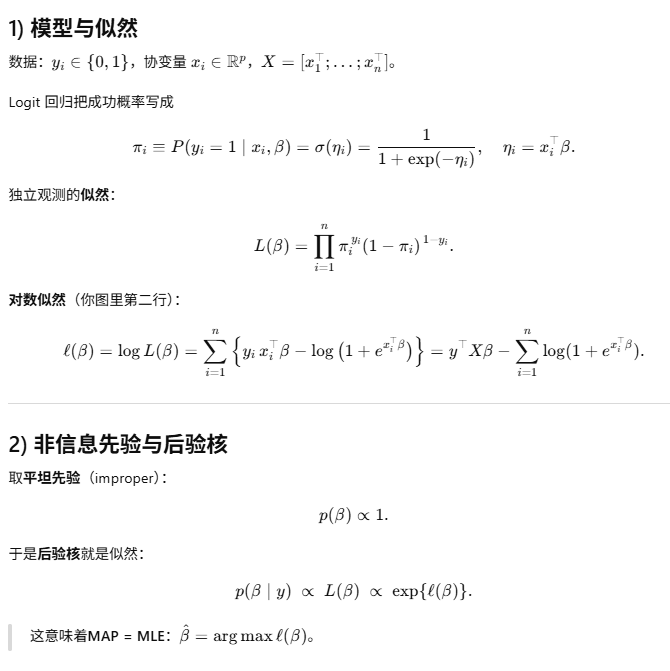 1) 模型与似然
数据：$y_i \in \{0, 1\}$，协变量 $x_i \in \mathbb{R}^p$，$X = [x_1^\top; \ldots; x_n^\top]$。
Logit 回归把成功概率写成
$$\pi_i \equiv P(y_i = 1 \mid x_i, \beta) = \sigma(\eta_i) = \frac{1}{1 + \exp(-\eta_i)}, \quad \eta_i = x_i^\top \beta.$$
独立观测的似然：
$$L(\beta) = \prod_{i=1}^{n} \pi_i^{y_i} (1 - \pi_i)^{1 - y_i}.$$
对数似然（你图里第二行）：
$$\ell(\beta) = \log L(\beta) = \sum_{i=1}^{n} \left\{ y_i x_i^\top \beta - \log\left(1 + e^{x_i^\top \beta}\right) \right\} = y^\top X \beta - \sum_{i=1}^{n} \log(1 + e^{x_i^\top \beta}).$$
2) 非信息先验与后验核
取平坦先验（improper）：
$$p(\beta) \propto 1.$$
于是后验核就是似然：
$$p(\beta \mid y) \propto L(\beta) \propto \exp\{\ell(\beta)\}.$$
这意味着MAP = MLE：$\hat{\beta} = \arg\max \ell(\beta)$。